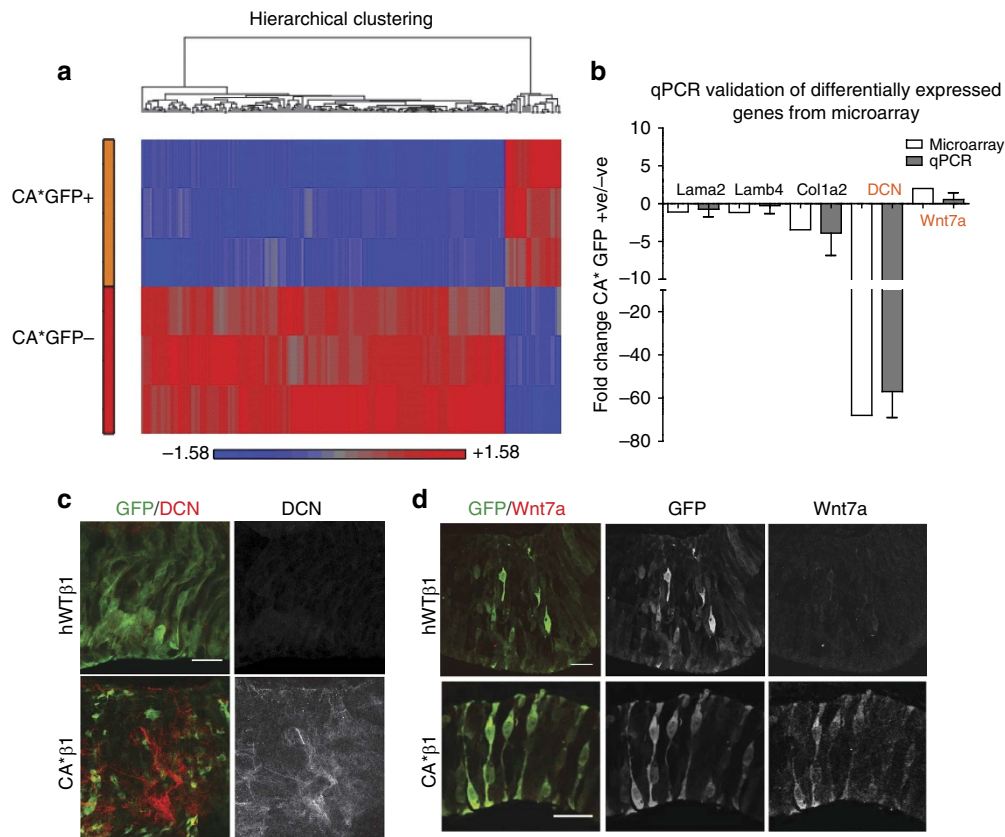 Hierarchical clustering
a
CA*GFP+
CA*GFP−
−1.58
+1.58
b
qPCR validation of differentially expressed
genes from microarray
Fold change CA* GFP +ve/−ve
10
5
0
−5
−10
−20
−40
−60
−80
Microarray
qPCR
Lama2
Lamb4
Col1a2
DCN
Wnt7a
c
GFP/DCN
DCN
hWTβ1
CA*β1
d
GFP/Wnt7a
GFP
Wnt7a
hWTβ1
CA*β1